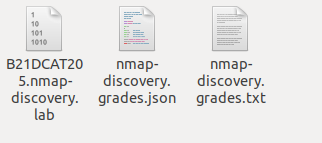 1
10
101
1010
B21DCAT20
5.nmap-
discovery.
lab
nmap-
discovery.
grades.json
nmap-
discovery.
grades.txt